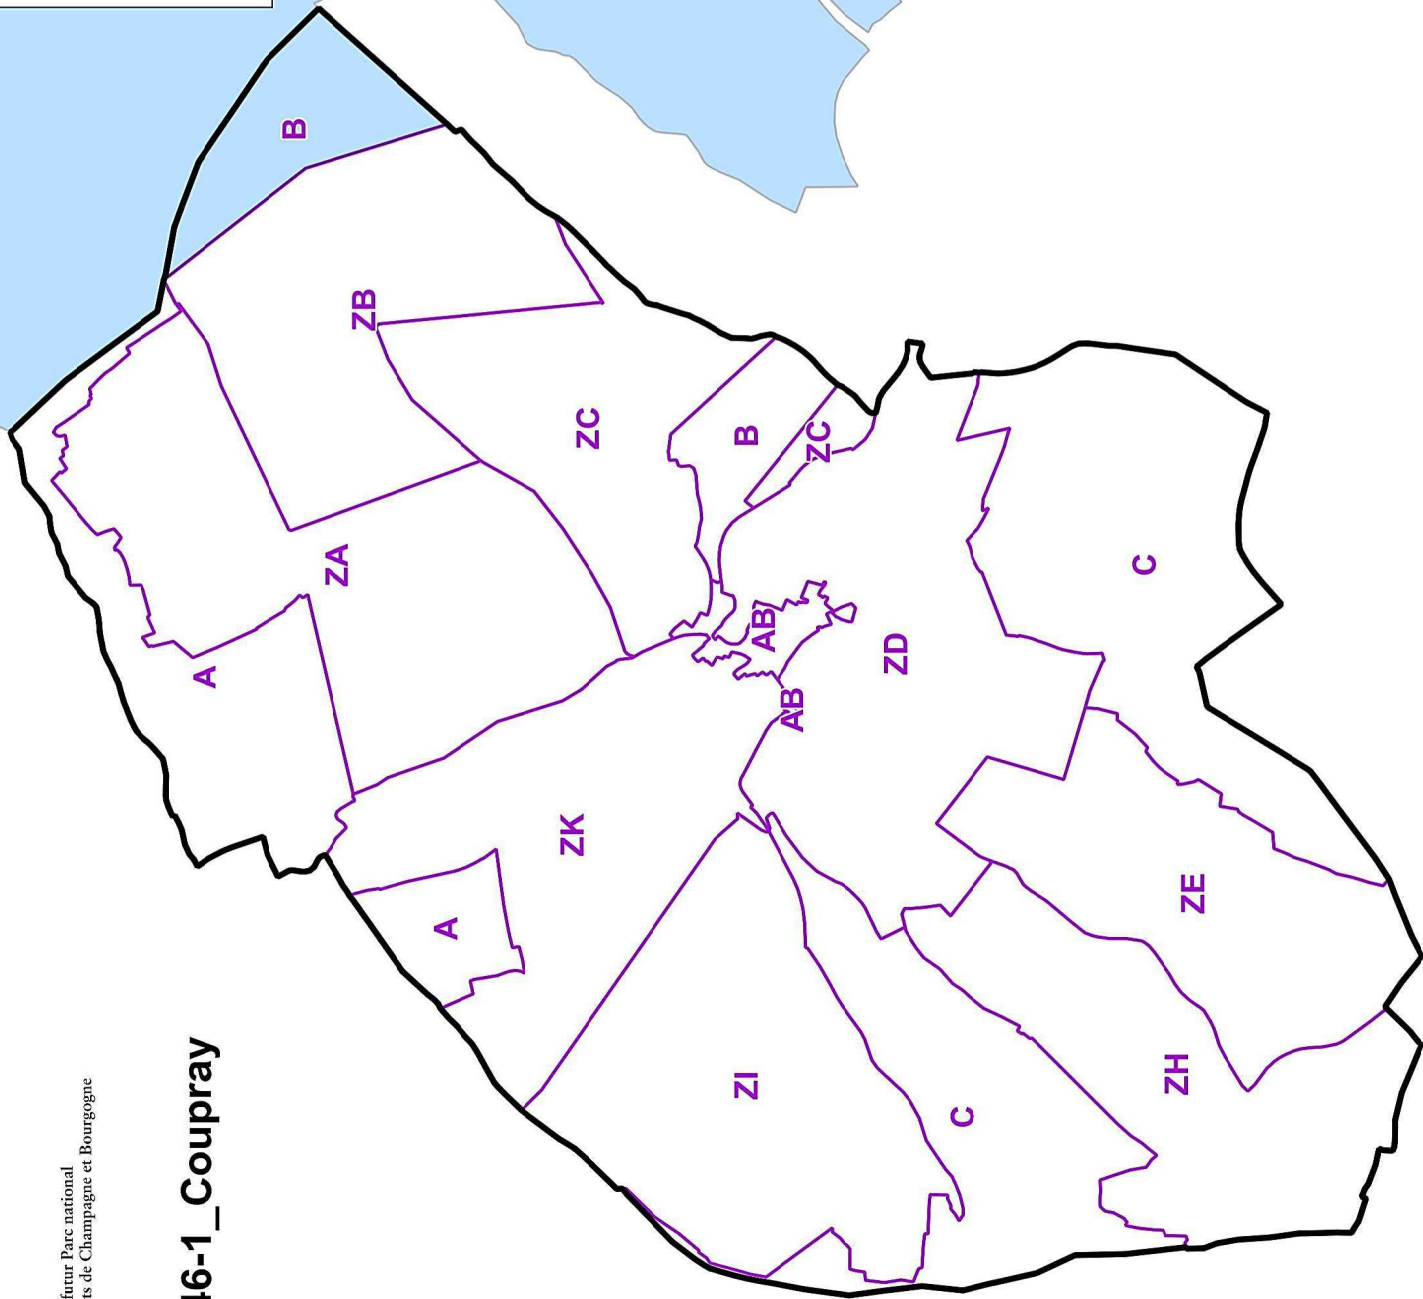 futur Parc national
ts de Champagne et Bourgogne
46-1_Coupray
A
B
ZA
ZB
A
ZK
ZC
ZI
B
AB
AB
ZC
ZD
C
C
ZH
ZE